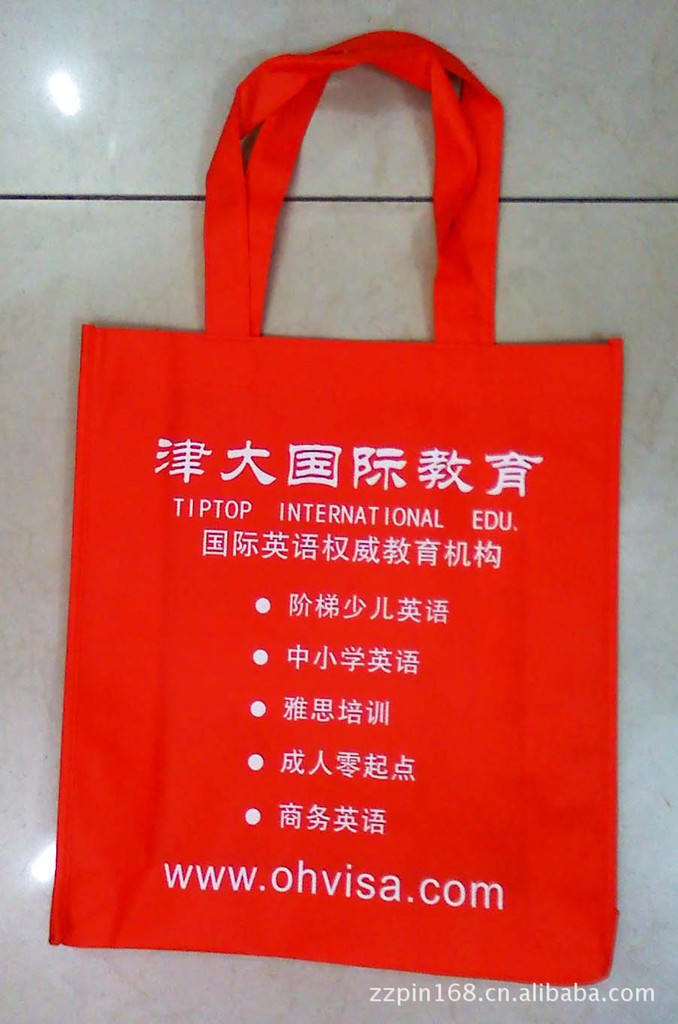 津大国际教育
TIPTOP INTERNATIONAL EDU.
国际英语权威教育机构
● 阶梯少儿英语
● 中小学英语
● 雅思培训
● 成人零起点
● 商务英语
www.ohvisa.com
zzpin168.cn.alibaba.com